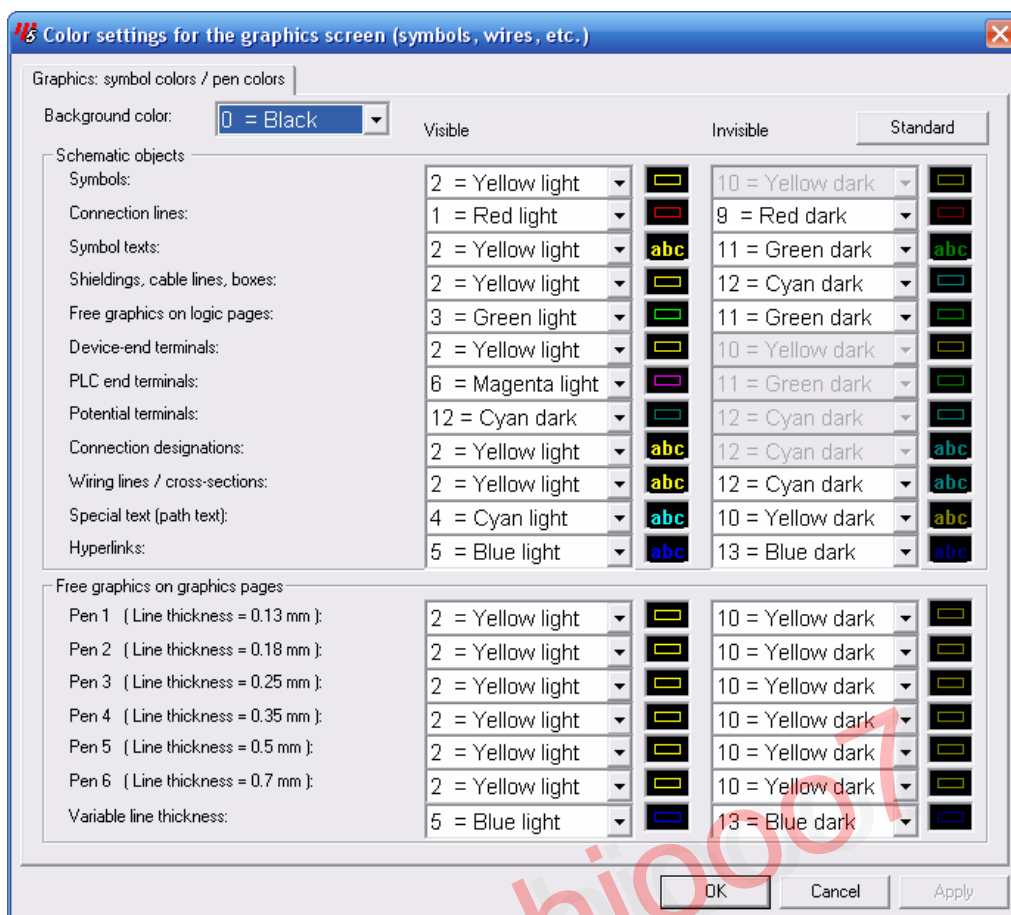 Color settings for the graphics screen (symbols, wires, etc.)
Graphics: symbol colors / pen colors
Background color: 0 = Black Visible Invisible Standard
Schematic objects
Symbols: 2 = Yellow light 10 = Yellow dark
Connection lines: 1 = Red light 9 = Red dark
Symbol texts: 2 = Yellow light abc 11 = Green dark abc
Shieldings, cable lines, boxes: 2 = Yellow light 12 = Cyan dark
Free graphics on logic pages: 3 = Green light 11 = Green dark
Device-end terminals: 2 = Yellow light 10 = Yellow dark
PLC end terminals: 6 = Magenta light 11 = Green dark
Potential terminals: 12 = Cyan dark 12 = Cyan dark
Connection designations: 2 = Yellow light abc 12 = Cyan dark abc
Wiring lines / cross-sections: 2 = Yellow light abc 12 = Cyan dark abc
Special text (path text): 4 = Cyan light abc 10 = Yellow dark abc
Hyperlinks: 5 = Blue light abc 13 = Blue dark abc
Free graphics on graphics pages
Pen 1 ( Line thickness = 0.13 mm ): 2 = Yellow light 10 = Yellow dark
Pen 2 ( Line thickness = 0.18 mm ): 2 = Yellow light 10 = Yellow dark
Pen 3 ( Line thickness = 0.25 mm ): 2 = Yellow light 10 = Yellow dark
Pen 4 ( Line thickness = 0.35 mm ): 2 = Yellow light 10 = Yellow dark
Pen 5 ( Line thickness = 0.5 mm ): 2 = Yellow light 10 = Yellow dark
Pen 6 ( Line thickness = 0.7 mm ): 2 = Yellow light 10 = Yellow dark
Variable line thickness: 5 = Blue light 13 = Blue dark
OK Cancel Apply